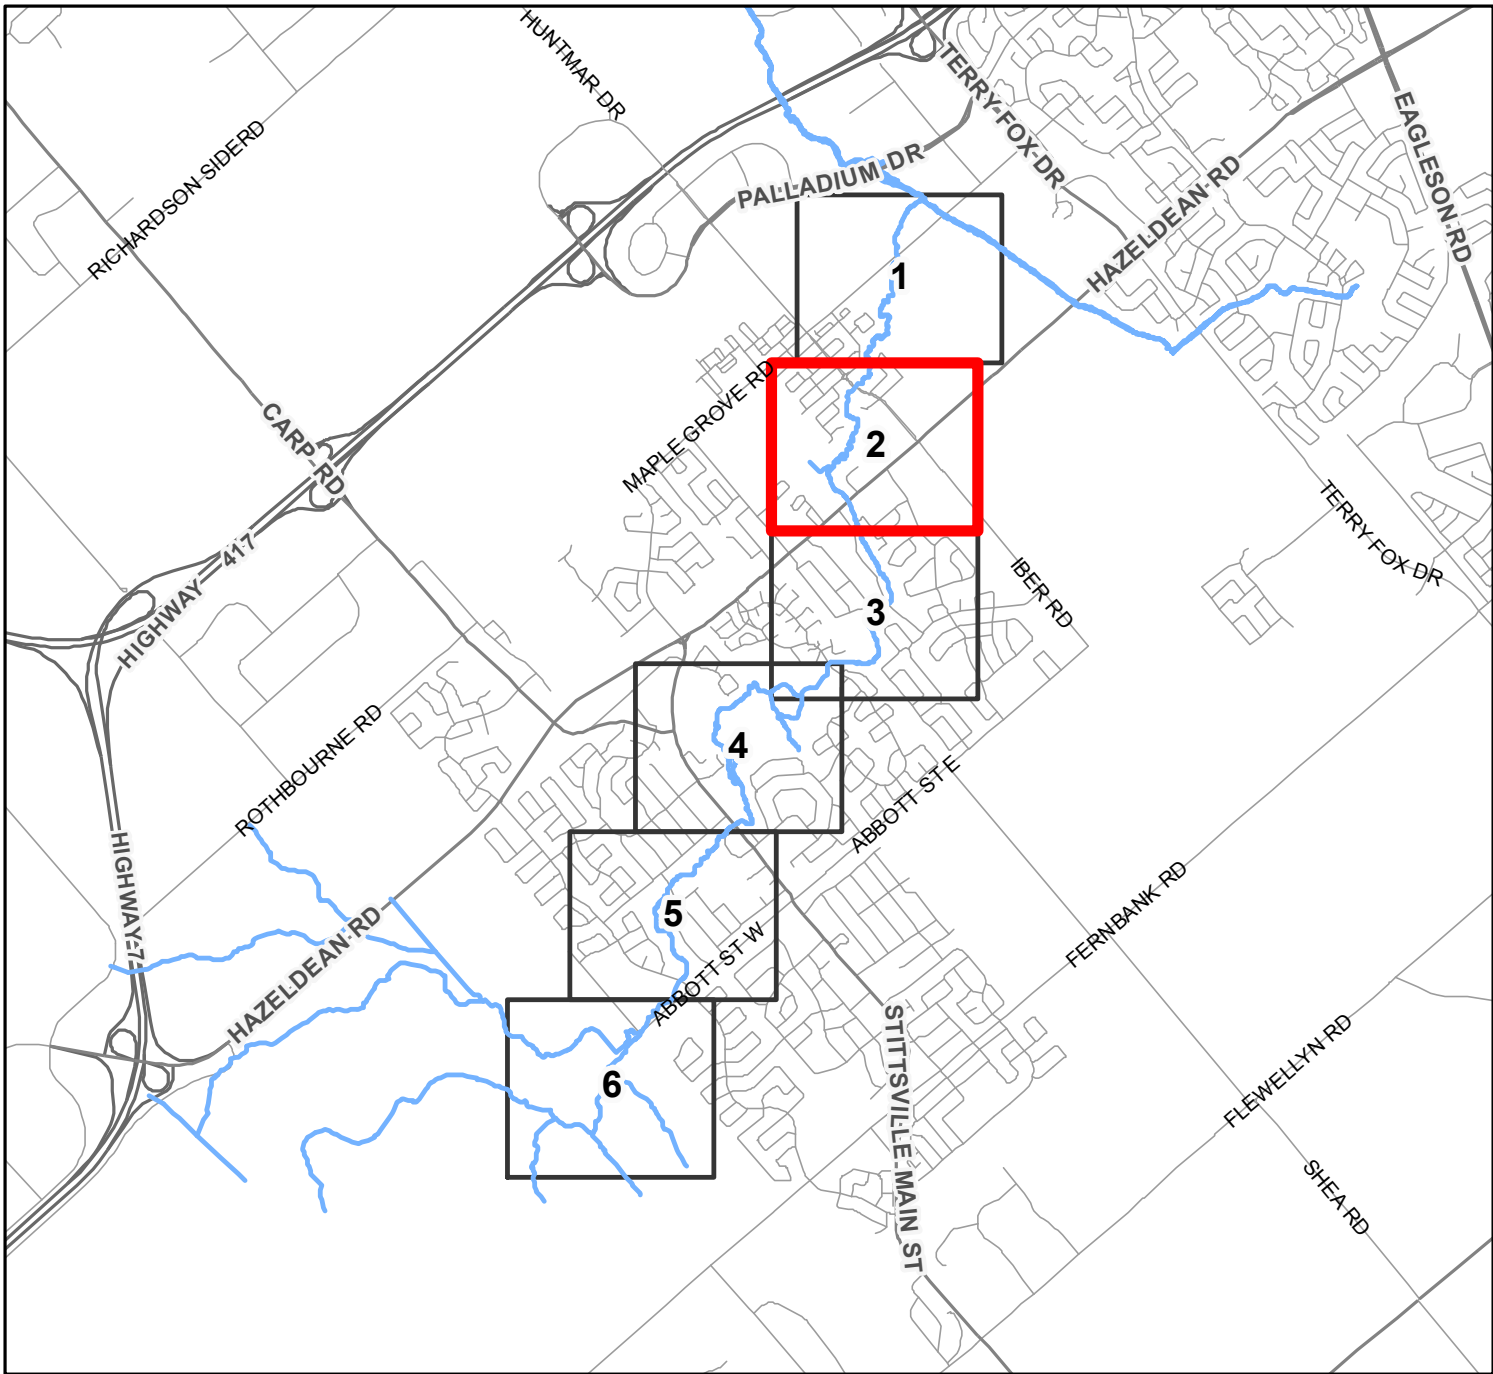 HUNTMAR DR
TERRY FOX DR
EAGLESON RD
RICHARDSON SIDERD
PALLADIUM DR
HAZELDEAN RD
1
MAPLE GROVE RD
CARP RD
2
TERRY FOX DR
HIGHWAY 417
IBER RD
3
ROTHBOURNE RD
4
ABBOTT ST E
HIGHWAY 7
HAZELDEAN RD
5
ABBOTT ST W
FERNBANK RD
STITTSVILLE MAIN ST
6
FLEWELLYN RD
SHEA RD